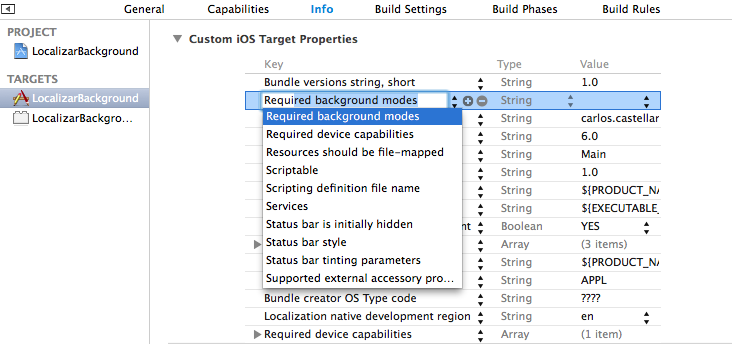 General Capabilities Info Build Settings Build Phases Build Rules
PROJECT
LocalizarBackground
TARGETS
LocalizarBackground
LocalizarBackgro...
Custom iOS Target Properties
Key Type Value
Bundle versions string, short String 1.0
Required background modes String
Required background modes carlos.castellar
Required device capabilities String 6.0
Resources should be file-mapped String Main
Scriptable String 1.0
Scripting definition file name String ${PRODUCT_NA
Services String ${EXECUTABLE_
Status bar is initially hidden nt Boolean YES
Status bar style Array (3 items)
Status bar tinting parameters String ${PRODUCT_NA
Supported external accessory pro... String APPL
Bundle creator OS Type code String ????
Localization native development region String en
Required device capabilities Array (1 item)